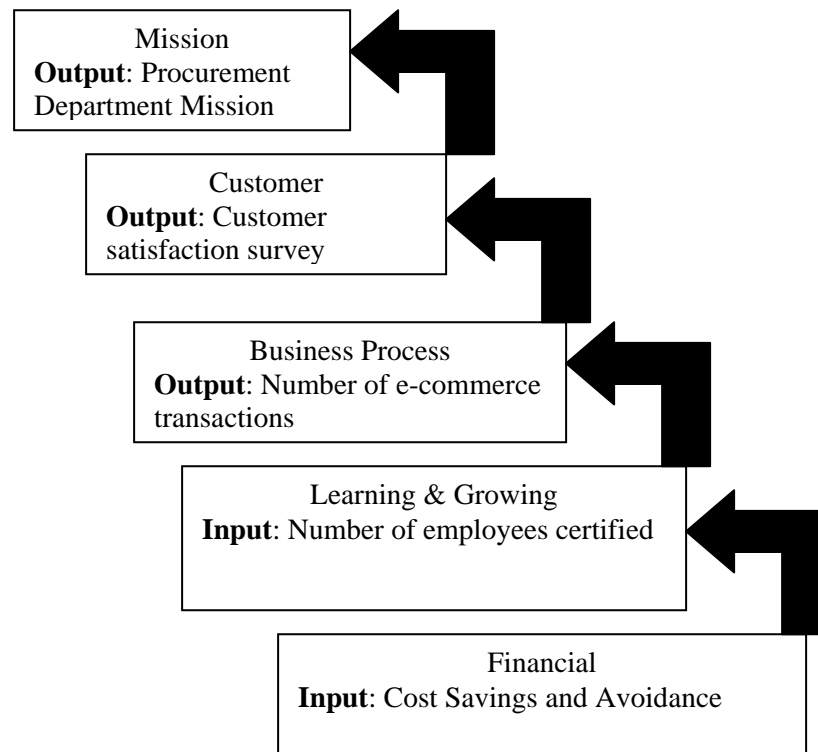 Mission
Output: Procurement
Department Mission
Customer
Output: Customer
satisfaction survey
Business Process
Output: Number of e-commerce
transactions
Learning & Growing
Input: Number of employees certified
Financial
Input: Cost Savings and Avoidance